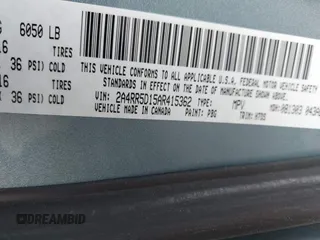 G 6050 LB
16 TIRES
36 PSI) COLD
16 TIRES
36 PSI) COLD
THIS VEHICLE CONFORMS TO ALL APPLICABLE U.S.A. FEDERAL MOTOR VEHICLE SAFETY
STANDARDS IN EFFECT ON THE DATE OF MANUFACTURE SHOWN ABOVE.
VIN: 2A4RR5D15AR415362 TYPE: MPV
VEHICLE MADE IN CANADA PAINT: PBG TRIM:
MDH:
DREAMBID